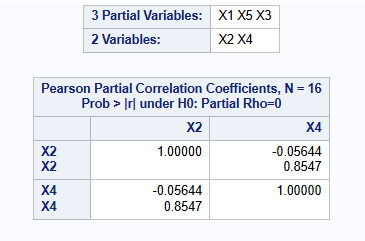 3 Partial Variables: X1 X5 X3
2 Variables: X2 X4
Pearson Partial Correlation Coefficients, N = 16
Prob > |r| under H0: Partial Rho=0
X2 X4
X2 1.00000 -0.05644
X2 0.8547
X4 -0.05644 1.00000
X4 0.8547